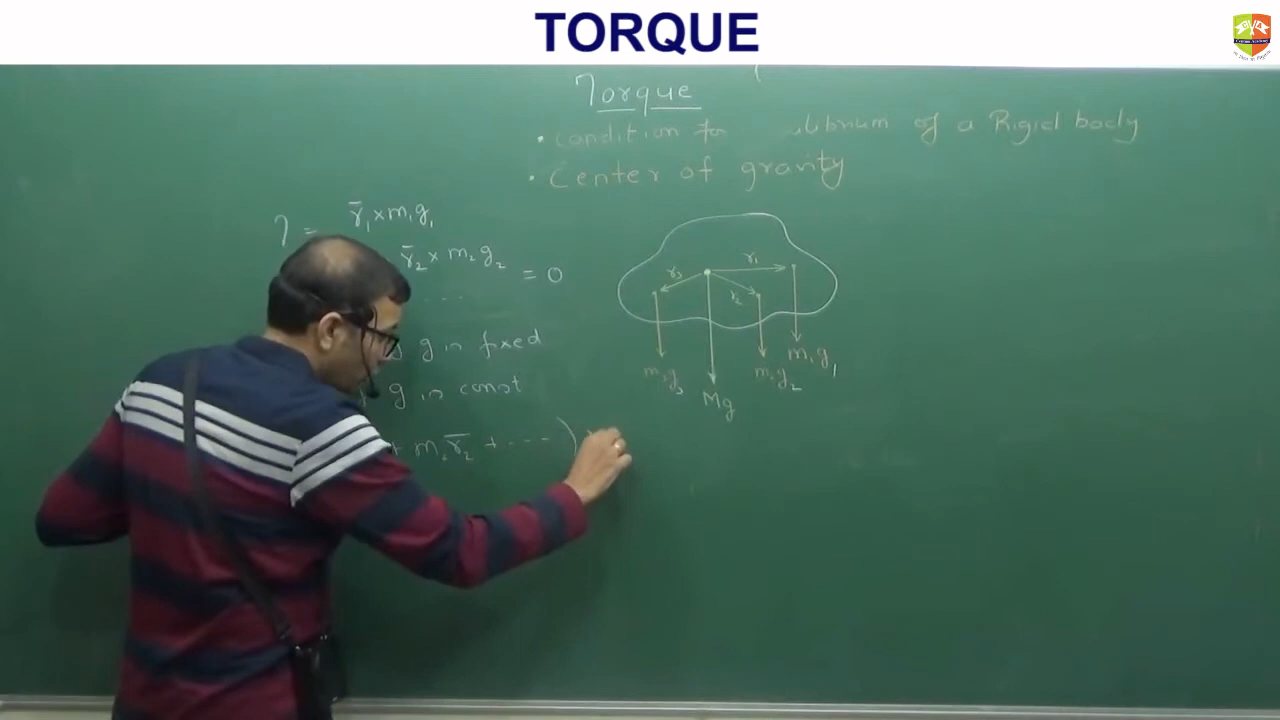 TORQUE
Torque
• Condition for ulibrium of a Rigid body
• Center of gravity
τ = r̄₁ × m₁g₁
r̄₂ × m₂g₂ = 0
....
g is fixed
g is const
+ m₂r̄₂ + ---- )
r₃ r₁
r₂
m₁g₁
m₃g₃ m₂g₂
Mg